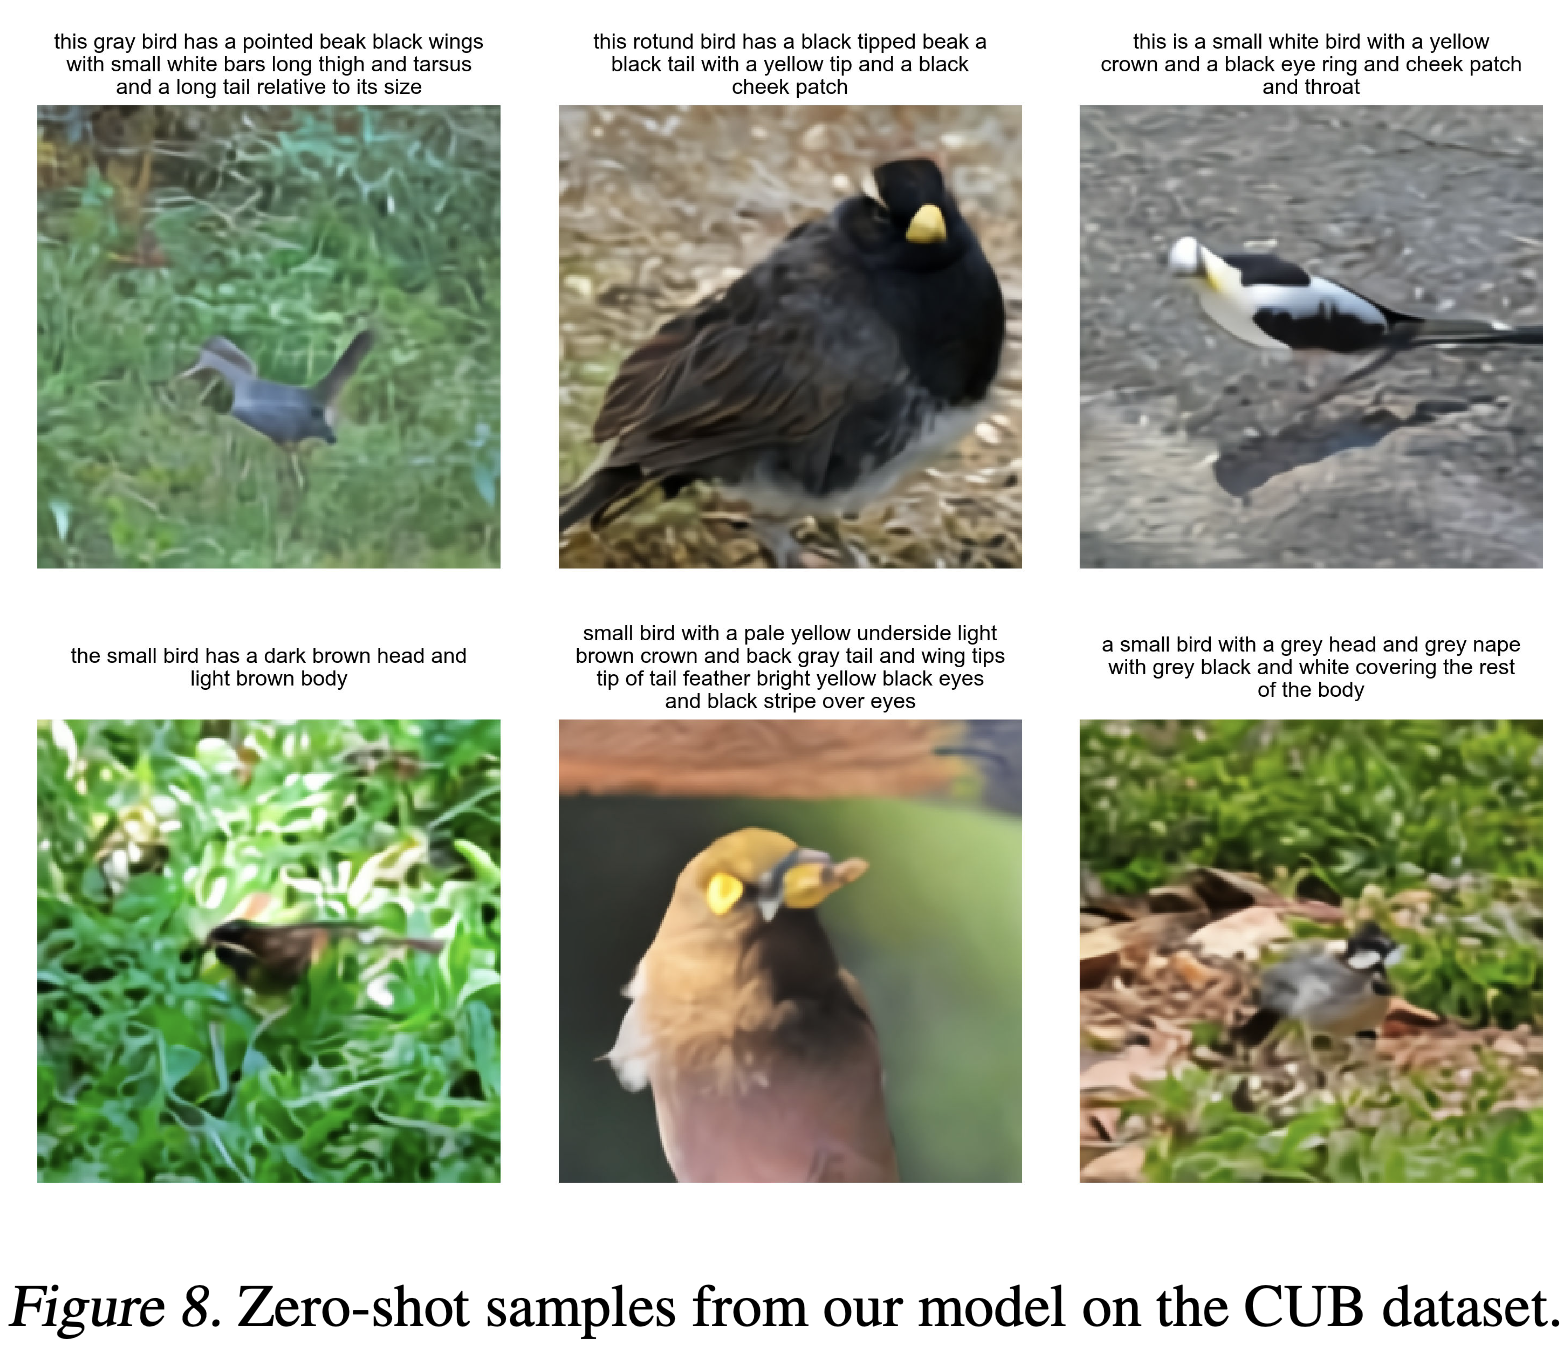 this gray bird has a pointed beak black wings
with small white bars long thigh and tarsus
and a long tail relative to its size
this rotund bird has a black tipped beak a
black tail with a yellow tip and a black
cheek patch
this is a small white bird with a yellow
crown and a black eye ring and cheek patch
and throat
the small bird has a dark brown head and
light brown body
small bird with a pale yellow underside light
brown crown and back gray tail and wing tips
tip of tail feather bright yellow black eyes
and black stripe over eyes
a small bird with a grey head and grey nape
with grey black and white covering the rest
of the body
Figure 8. Zero-shot samples from our model on the CUB dataset.